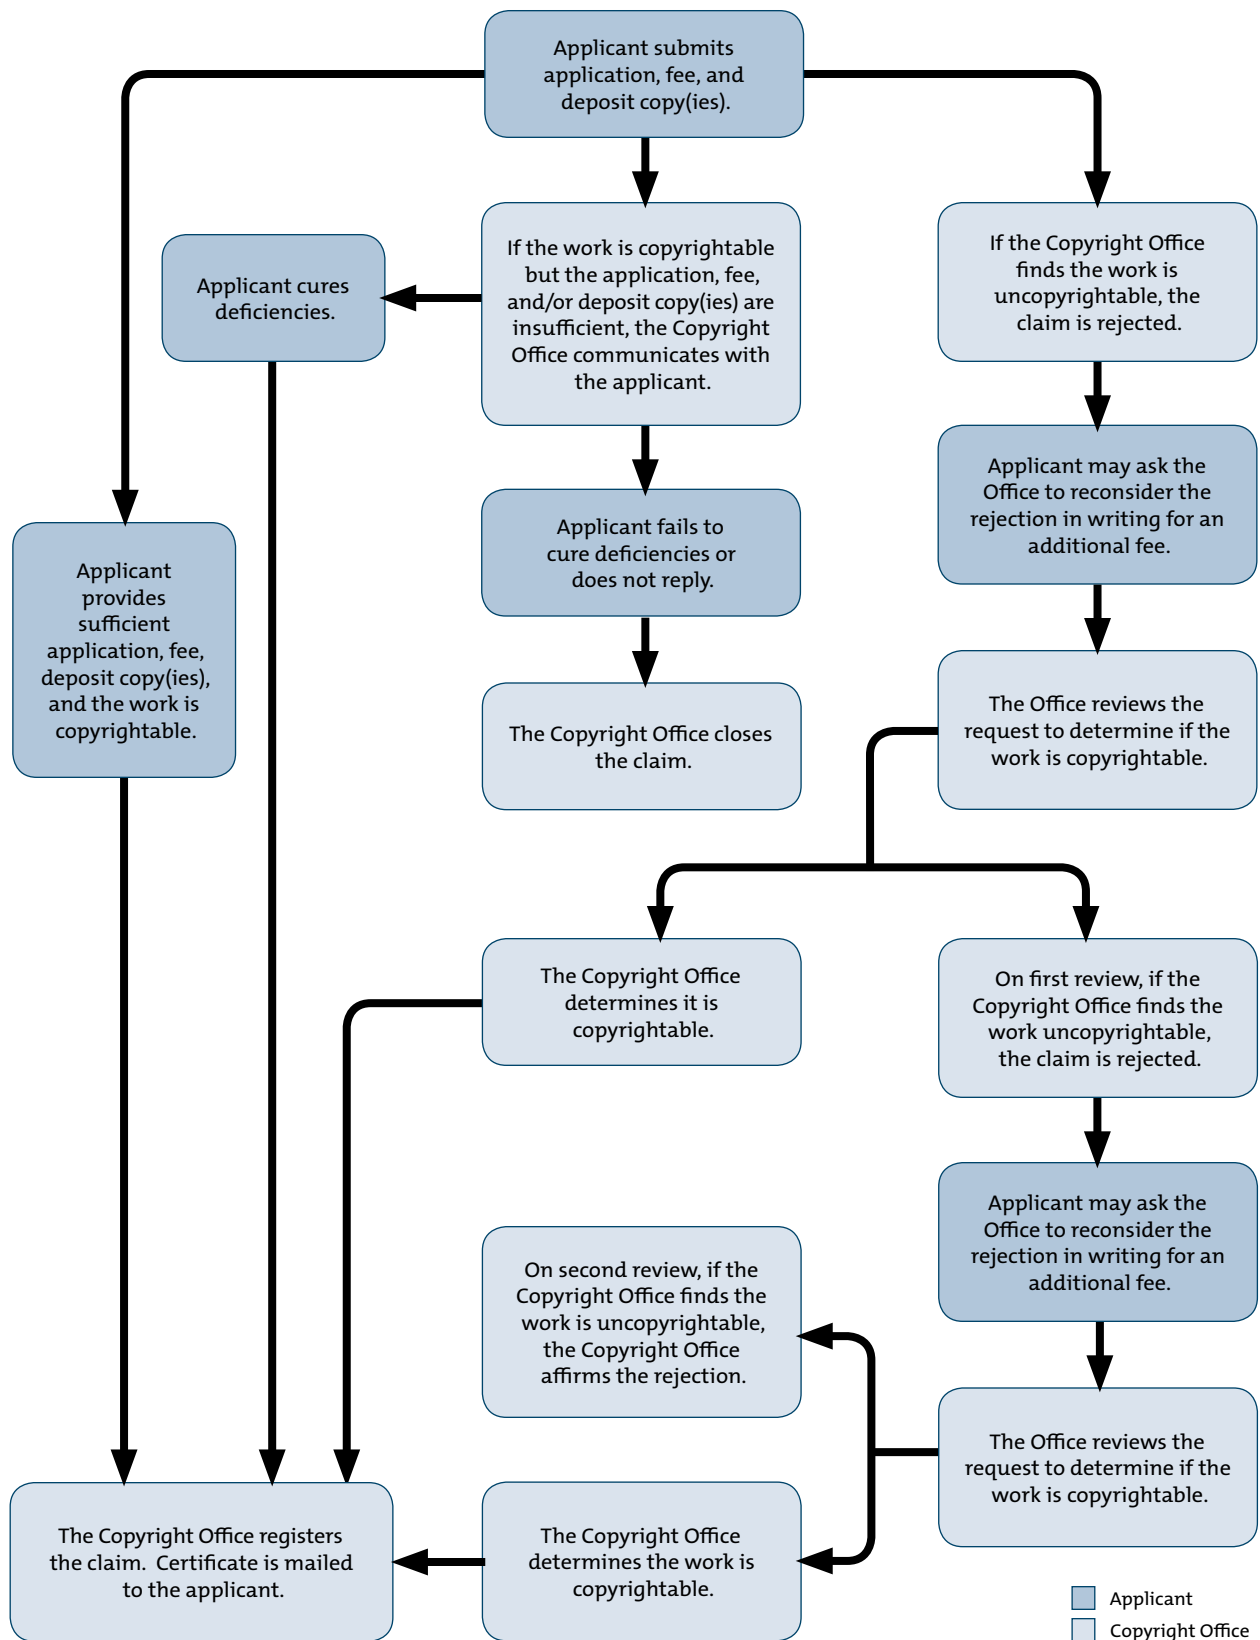 Applicant submits
application, fee, and
deposit copy(ies).
If the work is copyrightable
but the application, fee,
and/or deposit copy(ies) are
insufficient, the Copyright
Office communicates with
the applicant.
If the Copyright Office
finds the work is
uncopyrightable, the
claim is rejected.
Applicant cures
deficiencies.
Applicant may ask the
Office to reconsider the
rejection in writing for an
additional fee.
Applicant fails to
cure deficiencies or
does not reply.
Applicant
provides
sufficient
application, fee,
deposit copy(ies),
and the work is
copyrightable.
The Office reviews the
request to determine if the
work is copyrightable.
The Copyright Office closes
the claim.
The Copyright Office
determines it is
copyrightable.
On first review, if the
Copyright Office finds the
work uncopyrightable,
the claim is rejected.
Applicant may ask the
Office to reconsider the
rejection in writing for an
additional fee.
On second review, if the
Copyright Office finds the
work is uncopyrightable,
the Copyright Office
affirms the rejection.
The Office reviews the
request to determine if the
work is copyrightable.
The Copyright Office registers
the claim. Certificate is mailed
to the applicant.
The Copyright Office
determines the work is
copyrightable.
Applicant
Copyright Office